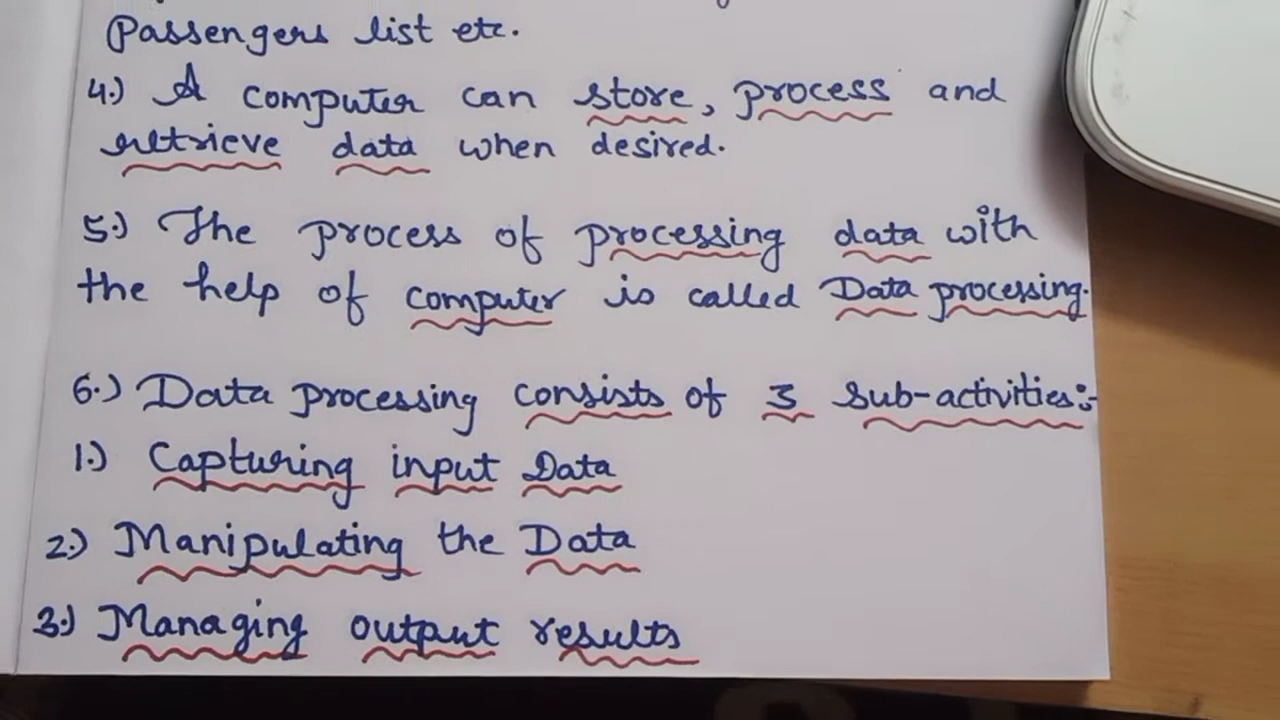 Passengers list etc.
4.) A computer can store, process and
retrieve data when desired.
5.) The process of processing data with
the help of computer is called Data processing.
6.) Data processing consists of 3 sub-activities:-
1.) Capturing input Data
2.) Manipulating the Data
3.) Managing output results